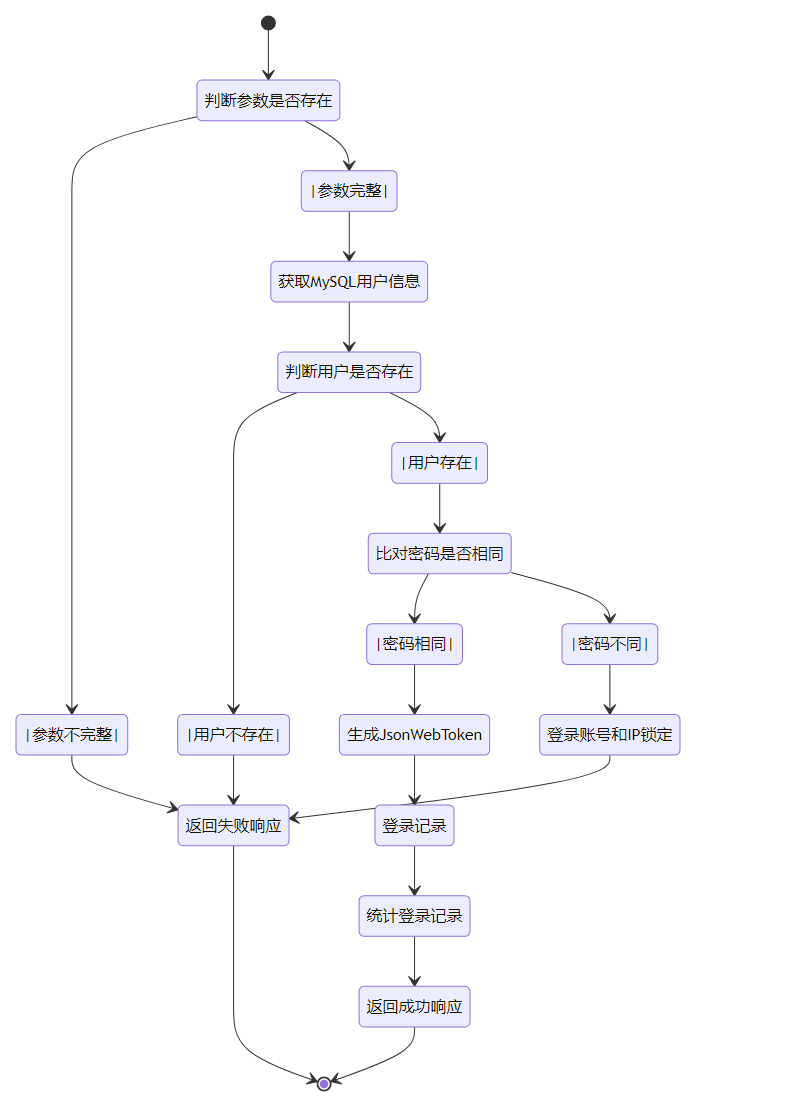 判断参数是否存在
|参数完整|
获取MySQL用户信息
判断用户是否存在
|用户存在|
比对密码是否相同
|密码相同|
|密码不同|
|参数不完整|
|用户不存在|
生成JsonWebToken
登录账号和IP锁定
返回失败响应
登录记录
统计登录记录
返回成功响应